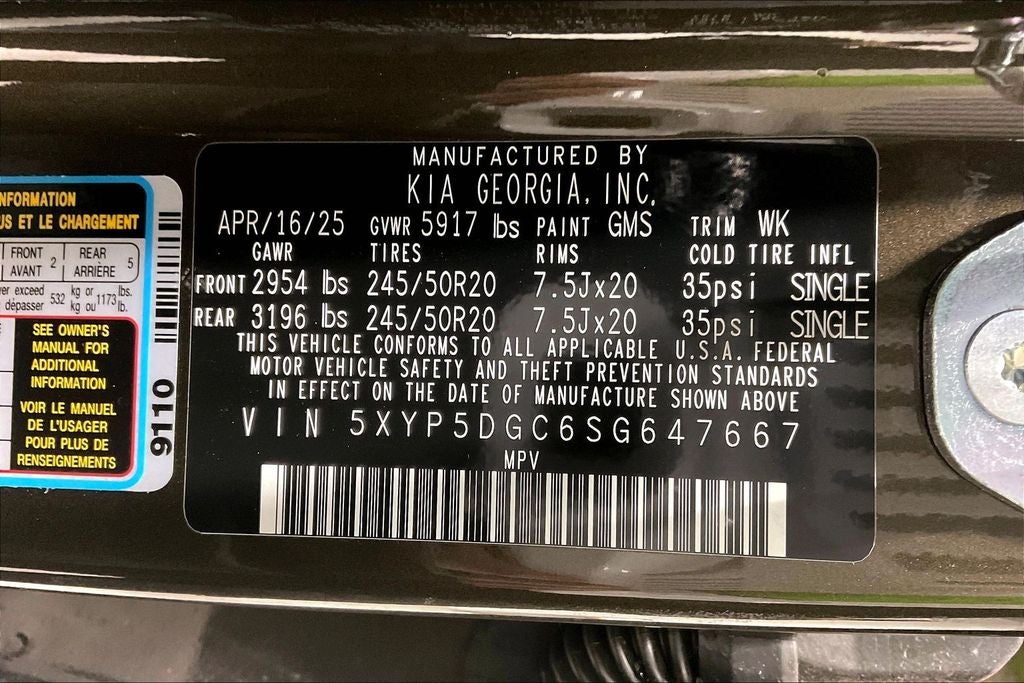 MANUFACTURED BY
KIA GEORGIA, INC.
APR/16/25 GVWR 5917 lbs PAINT GMS TRIM WK
GAWR TIRES RIMS COLD TIRE INFL
FRONT 2954 lbs 245/50R20 7.5Jx20 35psi SINGLE
REAR 3196 lbs 245/50R20 7.5Jx20 35psi SINGLE
THIS VEHICLE CONFORMS TO ALL APPLICABLE U.S.A. FEDERAL
MOTOR VEHICLE SAFETY AND THEFT PREVENTION STANDARDS
IN EFFECT ON THE DATE OF MANUFACTURE SHOWN ABOVE
VIN 5XYP5DGC6SG647667
MPV
NFORMATION
US ET LE CHARGEMENT
FRONT AVANT 2 REAR ARRIÈRE 5
er exceed 532 kg or 1173 lbs.
dépasser kg ou lb.
SEE OWNER'S
MANUAL FOR
ADDITIONAL
INFORMATION
VOIR LE MANUEL
DE L'USAGER
POUR PLUS DE
RENSEIGNEMENTS
9110